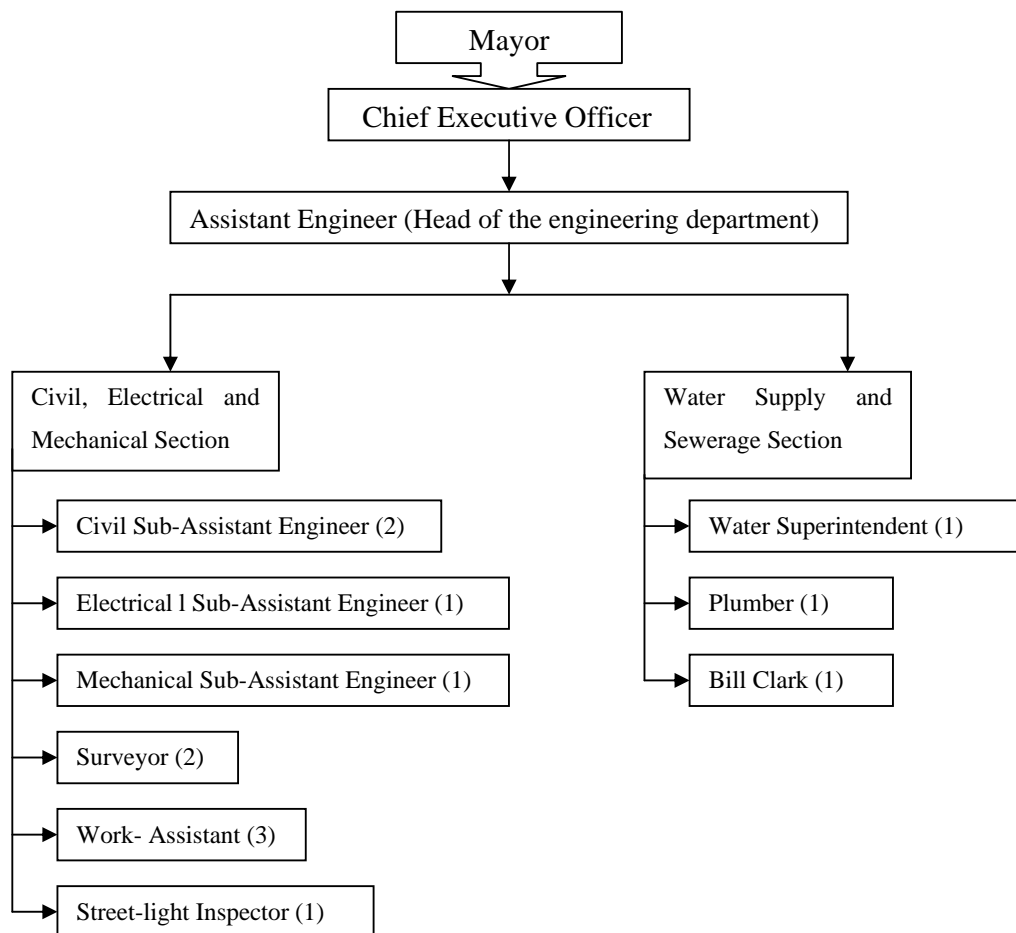 Mayor
Chief Executive Officer
Assistant Engineer (Head of the engineering department)
Civil, Electrical and
Mechanical Section
Civil Sub-Assistant Engineer (2)
Electrical l Sub-Assistant Engineer (1)
Mechanical Sub-Assistant Engineer (1)
Surveyor (2)
Work- Assistant (3)
Street-light Inspector (1)
Water Supply and
Sewerage Section
Water Superintendent (1)
Plumber (1)
Bill Clark (1)